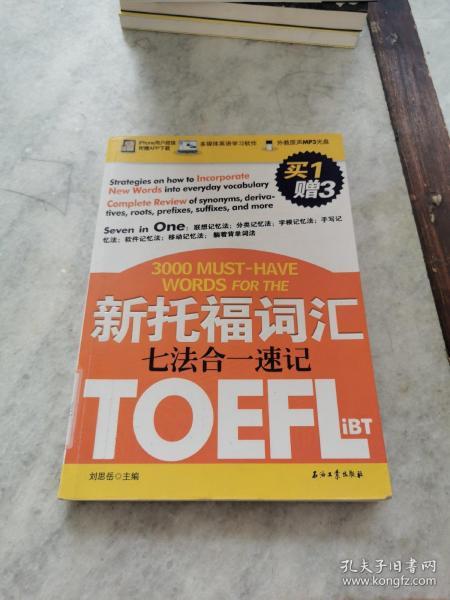 iPhone用户超值
附赠APP下载
多媒体英语学习软件
外教原声MP3光盘
买1
赠3
Strategies on how to Incorporate
New Words into everyday vocabulary
Complete Review of synonyms, deriva-
tives, roots, prefixes, suffixes, and more
Seven in One：联想记忆法；分类记忆法；字根记忆法；手写记
忆法；软件记忆法；移动记忆法；躺着背单词法
3000 MUST-HAVE
WORDS FOR THE
新托福词汇
七法合一速记
TOEFL iBT
刘思岳◎主编
石油工业出版社
孔夫子旧书网
www.kongfz.com